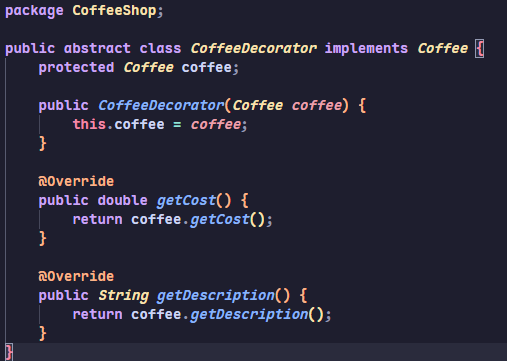 package CoffeeShop;
public abstract class CoffeeDecorator implements Coffee {
protected Coffee coffee;
public CoffeeDecorator(Coffee coffee) {
this.coffee = coffee;
}
@Override
public double getCost() {
return coffee.getCost();
}
@Override
public String getDescription() {
return coffee.getDescription();
}
}